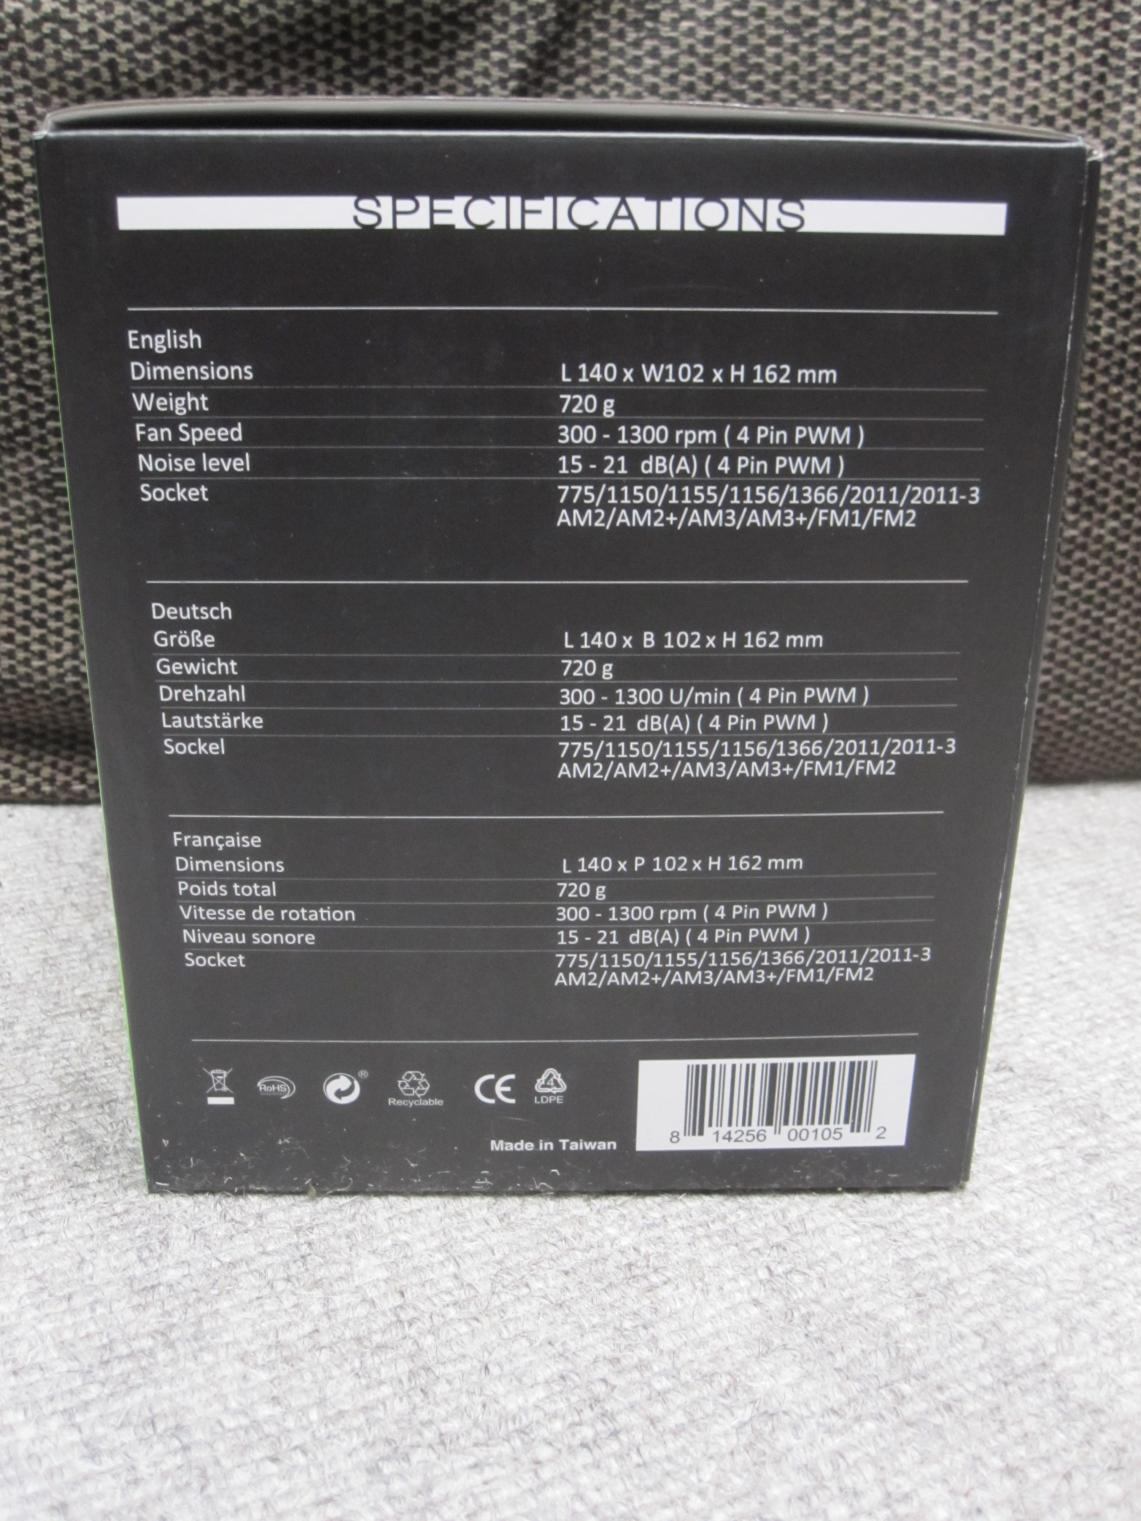 SPECIFICATIONS
English
Dimensions L 140 x W102 x H 162 mm
Weight 720 g
Fan Speed 300 - 1300 rpm ( 4 Pin PWM )
Noise level 15 - 21 dB(A) ( 4 Pin PWM )
Socket 775/1150/1155/1156/1366/2011/2011-3
AM2/AM2+/AM3/AM3+/FM1/FM2
Deutsch
Größe L 140 x B 102 x H 162 mm
Gewicht 720 g
Drehzahl 300 - 1300 U/min ( 4 Pin PWM )
Lautstärke 15 - 21 dB(A) ( 4 Pin PWM )
Sockel 775/1150/1155/1156/1366/2011/2011-3
AM2/AM2+/AM3/AM3+/FM1/FM2
Française
Dimensions L 140 x P 102 x H 162 mm
Poids total 720 g
Vitesse de rotation 300 - 1300 rpm ( 4 Pin PWM )
Niveau sonore 15 - 21 dB(A) ( 4 Pin PWM )
Socket 775/1150/1155/1156/1366/2011/2011-3
AM2/AM2+/AM3/AM3+/FM1/FM2
RoHS ® Recyclable CE 4 LDPE
Made in Taiwan
8 14256 00105 2